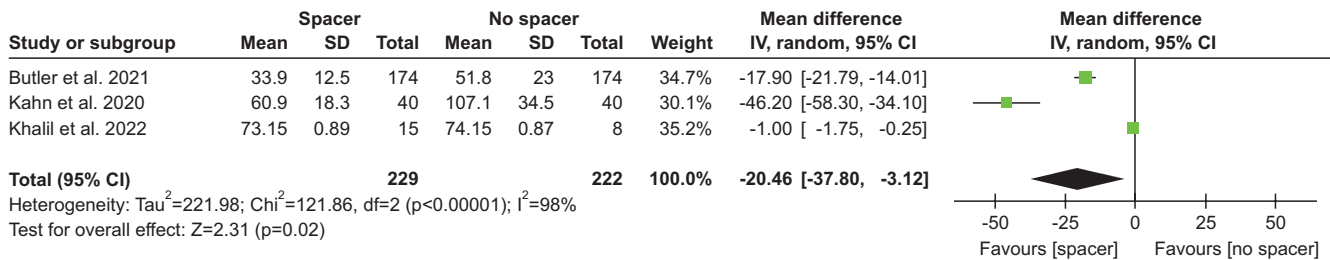 Spacer No spacer Mean difference Mean difference
Study or subgroup Mean SD Total Mean SD Total Weight IV, random, 95% CI IV, random, 95% CI
Butler et al. 2021 33.9 12.5 174 51.8 23 174 34.7% -17.90 [-21.79, -14.01]
Kahn et al. 2020 60.9 18.3 40 107.1 34.5 40 30.1% -46.20 [-58.30, -34.10]
Khalil et al. 2022 73.15 0.89 15 74.15 0.87 8 35.2% -1.00 [ -1.75, -0.25]
Total (95% CI) 229 222 100.0% -20.46 [-37.80, -3.12]
Heterogeneity: Tau²=221.98; Chi²=121.86, df=2 (p<0.00001); I²=98%
Test for overall effect: Z=2.31 (p=0.02)
-50 -25 0 25 50
Favours [spacer] Favours [no spacer]